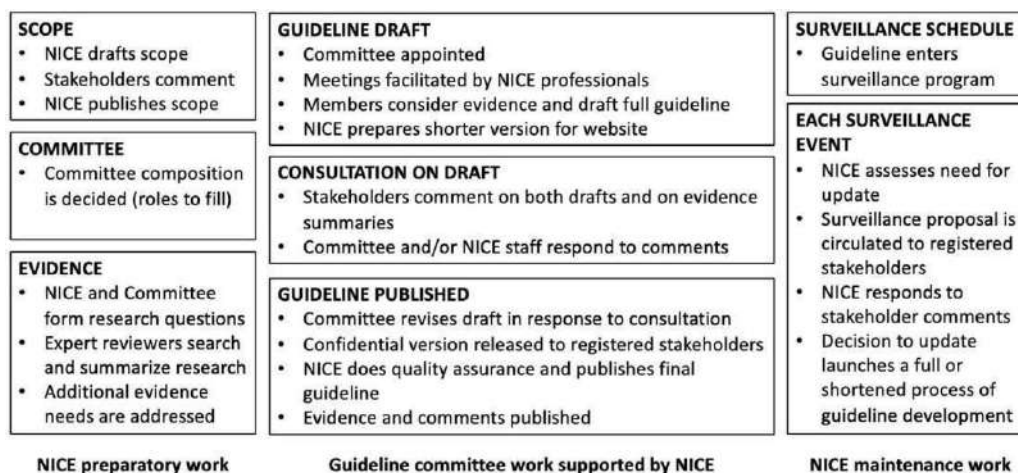 SCOPE
• NICE drafts scope
• Stakeholders comment
• NICE publishes scope
COMMITTEE
• Committee composition
is decided (roles to fill)
EVIDENCE
• NICE and Committee
form research questions
• Expert reviewers search
and summarize research
• Additional evidence
needs are addressed
NICE preparatory work
GUIDELINE DRAFT
• Committee appointed
• Meetings facilitated by NICE professionals
• Members consider evidence and draft full guideline
• NICE prepares shorter version for website
CONSULTATION ON DRAFT
• Stakeholders comment on both drafts and on evidence
summaries
• Committee and/or NICE staff respond to comments
GUIDELINE PUBLISHED
• Committee revises draft in response to consultation
• Confidential version released to registered stakeholders
• NICE does quality assurance and publishes final
guideline
• Evidence and comments published
Guideline committee work supported by NICE
SURVEILLANCE SCHEDULE
• Guideline enters
surveillance program
EACH SURVEILLANCE
EVENT
• NICE assesses need for
update
• Surveillance proposal is
circulated to registered
stakeholders
• NICE responds to
stakeholder comments
• Decision to update
launches a full or
shortened process of
guideline development
NICE maintenance work